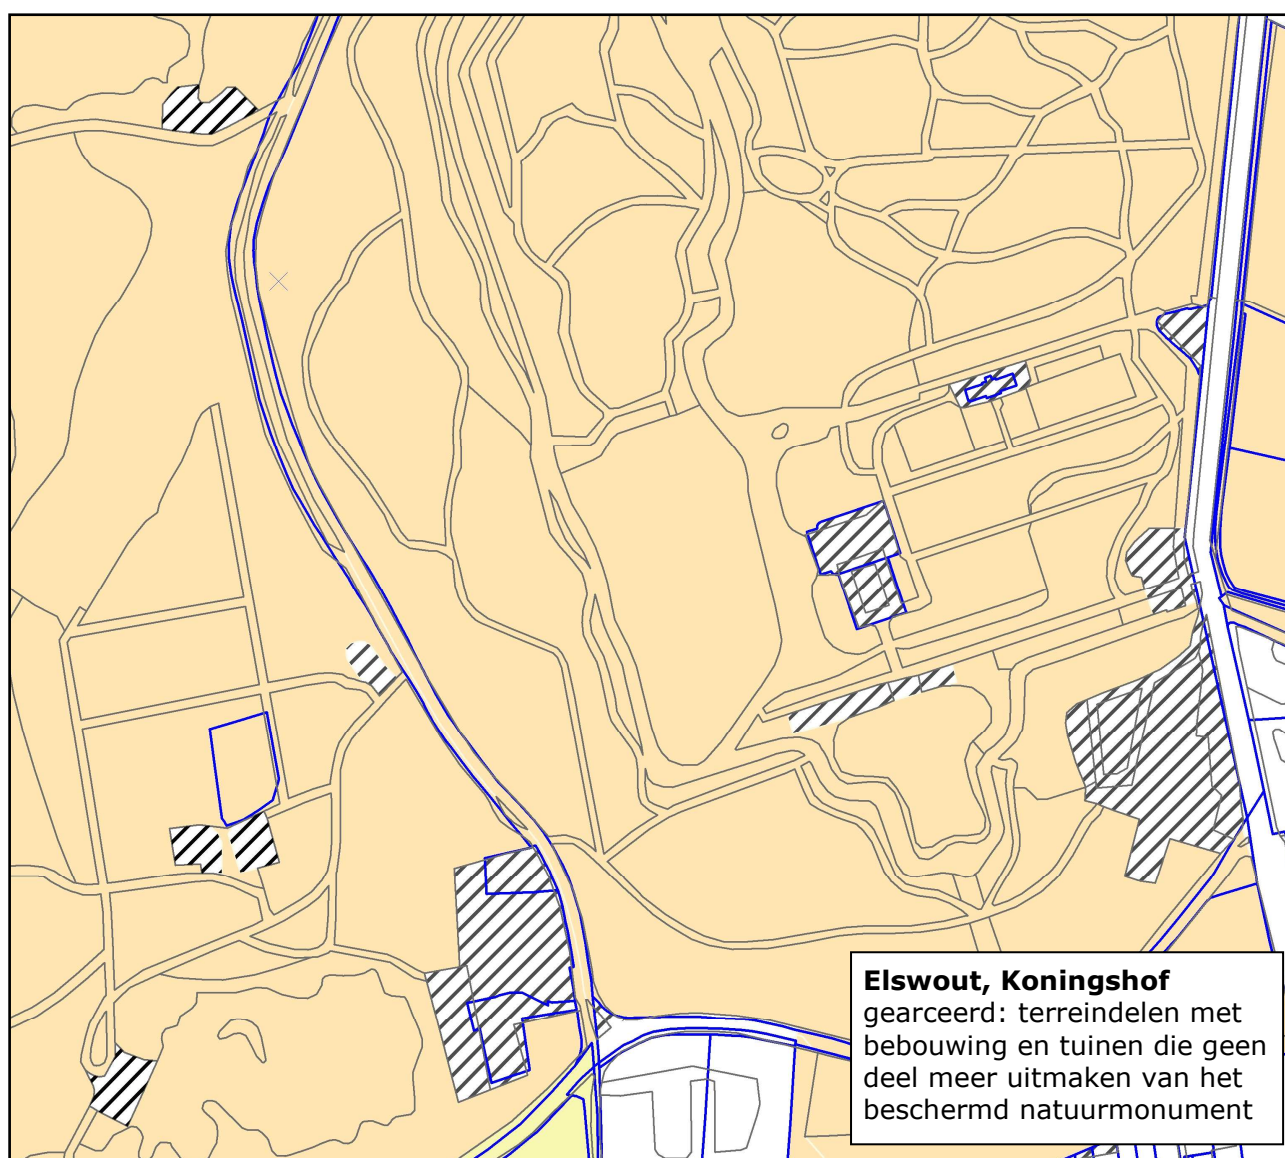 Elswout, Koningshof
gearceerd: terreindelen met
bebouwing en tuinen die geen
deel meer uitmaken van het
beschermd natuurmonument